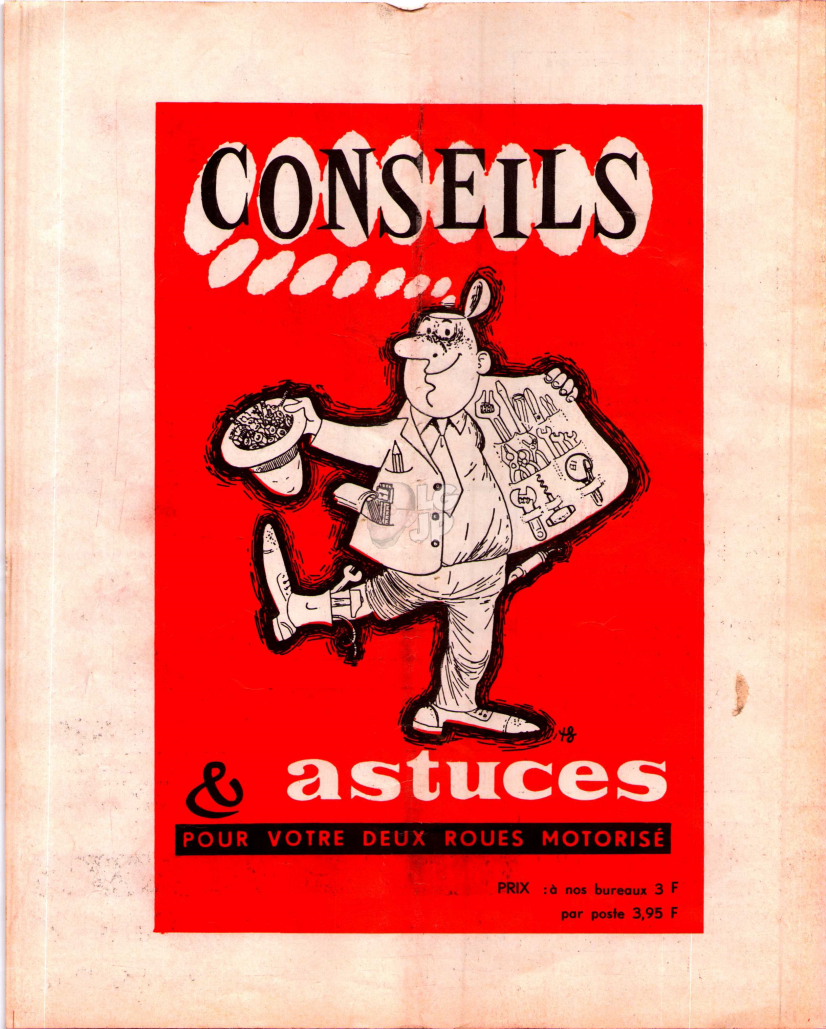 CONSEILS
& astuces
POUR VOTRE DEUX ROUES MOTORISÉ
PRIX : à nos bureaux 3 F
par poste 3,95 F